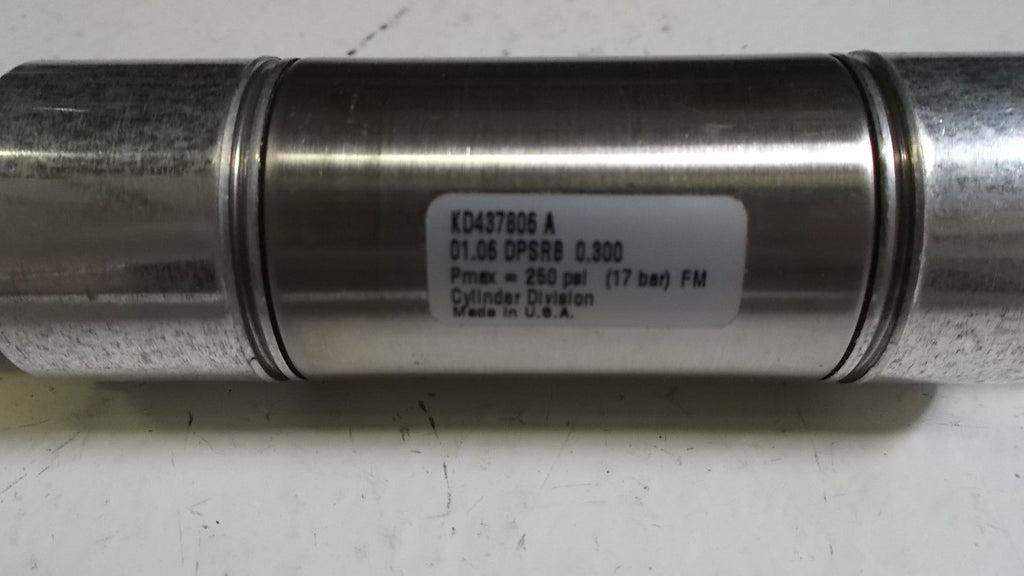 KD437806 A
01.06 DPSRB 0.300
Pmax = 250 psi (17 bar) FM
Cylinder Division
Made in U.S.A.